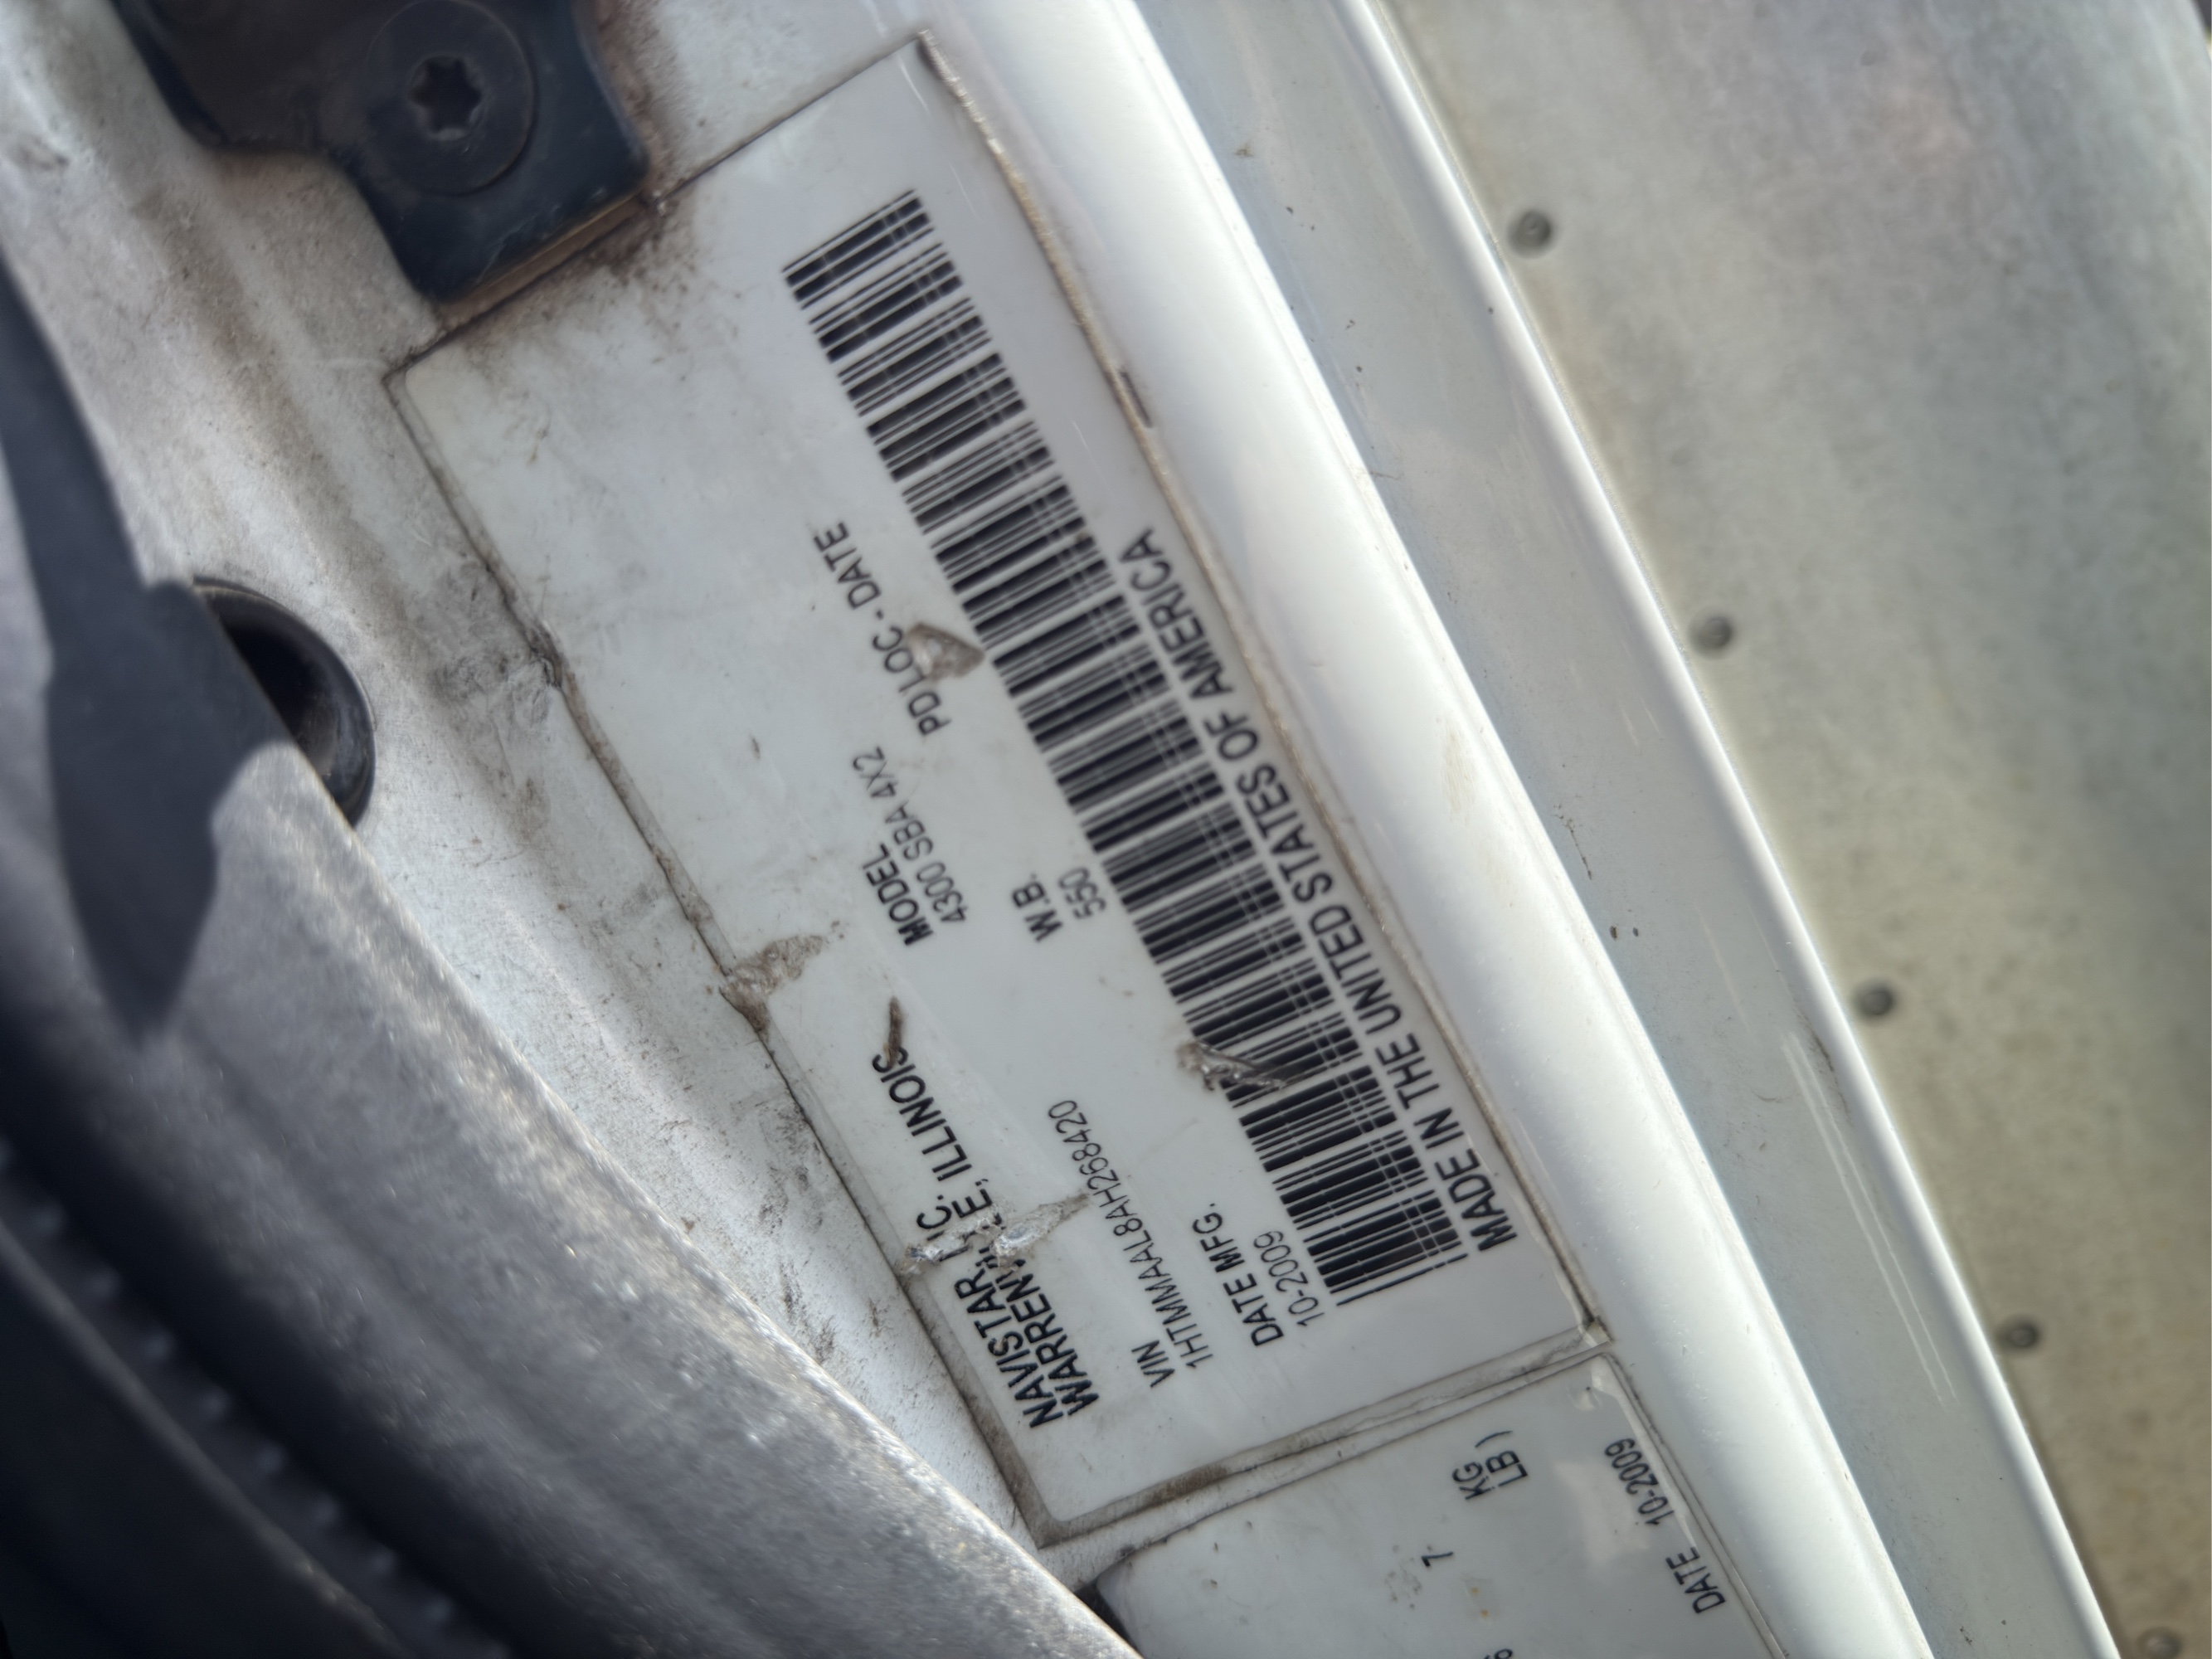 NAVISTAR, INC.
WARRENVILLE, ILLINOIS
VIN
1HTMMAAL8AH268420
MODEL
4300 SBA 4X2
DATE MFG.
10-2009
W.B.
550
PD LOC - DATE
MADE IN THE UNITED STATES OF AMERICA
7 KG
LB )
DATE 10-2009